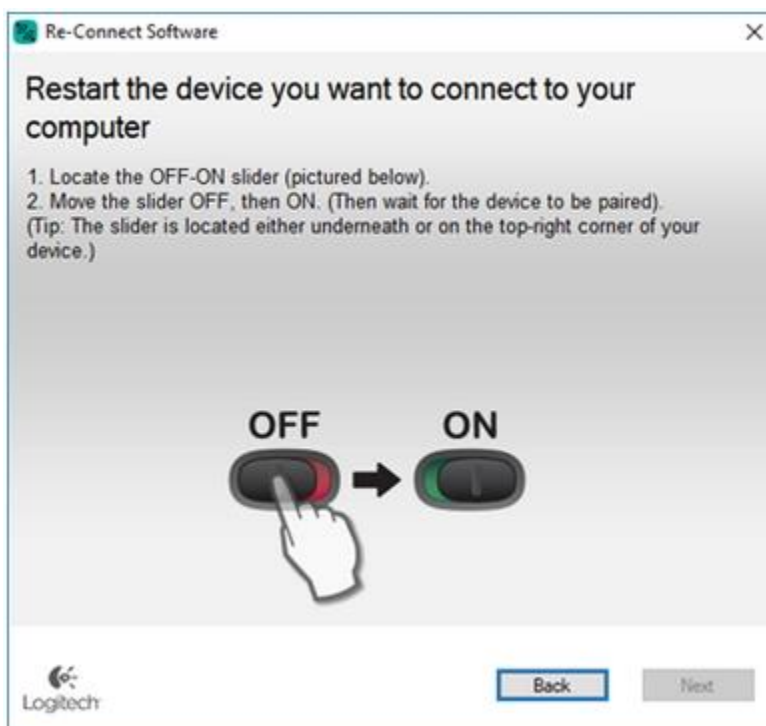 Re-Connect Software
Restart the device you want to connect to your
computer
1. Locate the OFF-ON slider (pictured below).
2. Move the slider OFF, then ON. (Then wait for the device to be paired).
(Tip: The slider is located either underneath or on the top-right corner of your
device.)
OFF ON
Logitech
Back Next